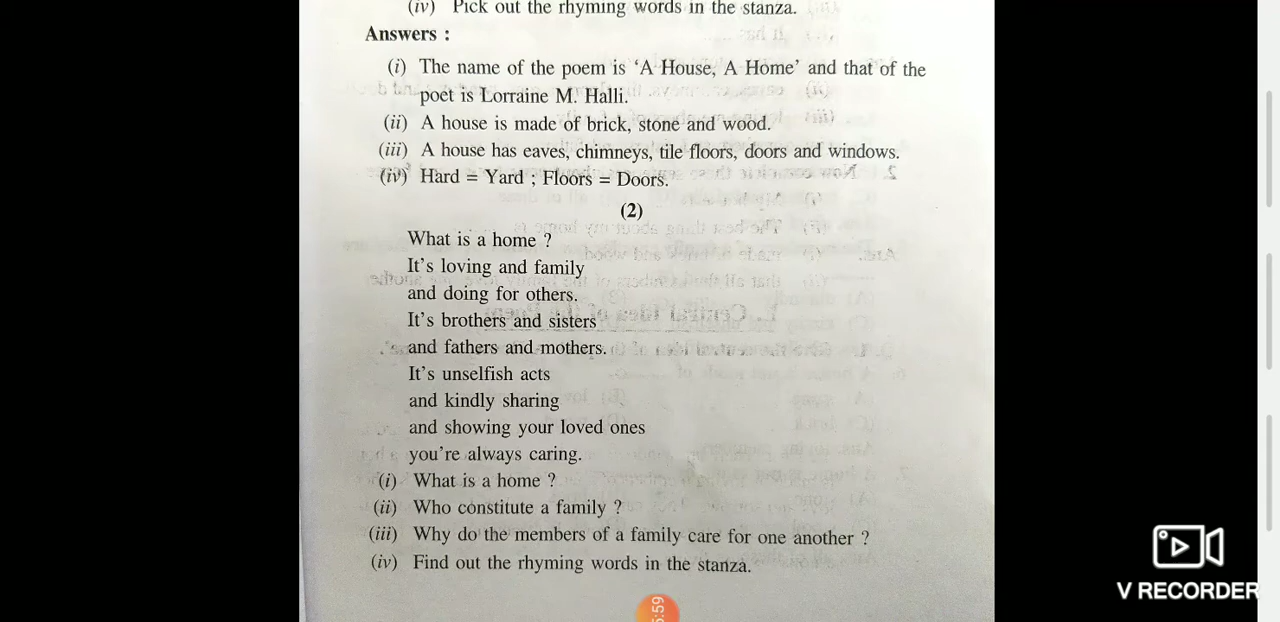 (iv) Pick out the rhyming words in the stanza.
Answers :
(i) The name of the poem is ‘A House, A Home’ and that of the
poet is Lorraine M. Halli.
(ii) A house is made of brick, stone and wood.
(iii) A house has eaves, chimneys, tile floors, doors and windows.
(iv) Hard = Yard ; Floors = Doors.
(2)
What is a home ?
It's loving and family
and doing for others.
It's brothers and sisters
and fathers and mothers.
It's unselfish acts
and kindly sharing
and showing your loved ones
you're always caring.
(i) What is a home ?
(ii) Who constitute a family ?
(iii) Why do the members of a family care for one another ?
(iv) Find out the rhyming words in the stanza.
V RECORDER
:59